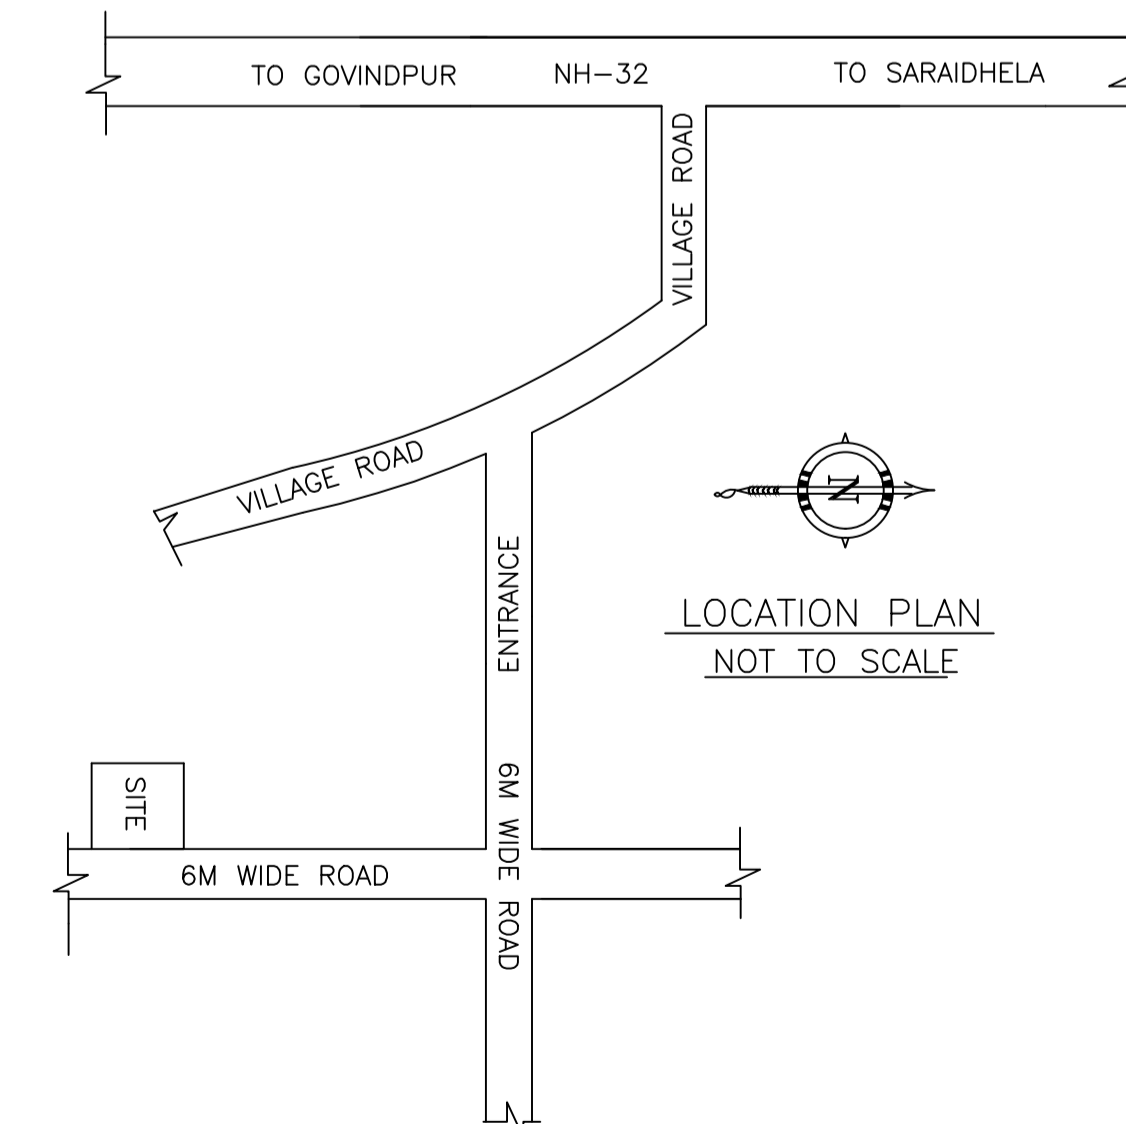 TO GOVINDPUR NH-32 TO SARAIDHELA
VILLAGE ROAD
VILLAGE ROAD
N
ENTRANCE
LOCATION PLAN
NOT TO SCALE
6M WIDE ROAD
SITE
6M WIDE ROAD